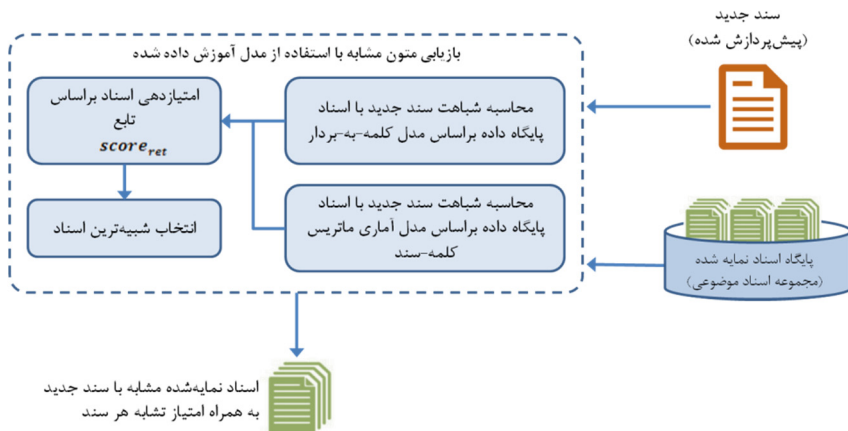 سند جدید
(پیش‌پردازش شده)
بازیابی متون مشابه با استفاده از مدل آموزش داده شده
محاسبه شباهت سند جدید با اسناد
پایگاه داده براساس مدل کلمه-به-بردار
امتیازدهی اسناد براساس
تابع
score_ret
محاسبه شباهت سند جدید با اسناد
پایگاه داده براساس مدل آماری ماتریس
کلمه-سند
انتخاب شبیه‌ترین اسناد
پایگاه اسناد نمایه شده
(مجموعه اسناد موضوعی)
اسناد نمایه‌شده مشابه با سند جدید
به همراه امتیاز تشابه هر سند